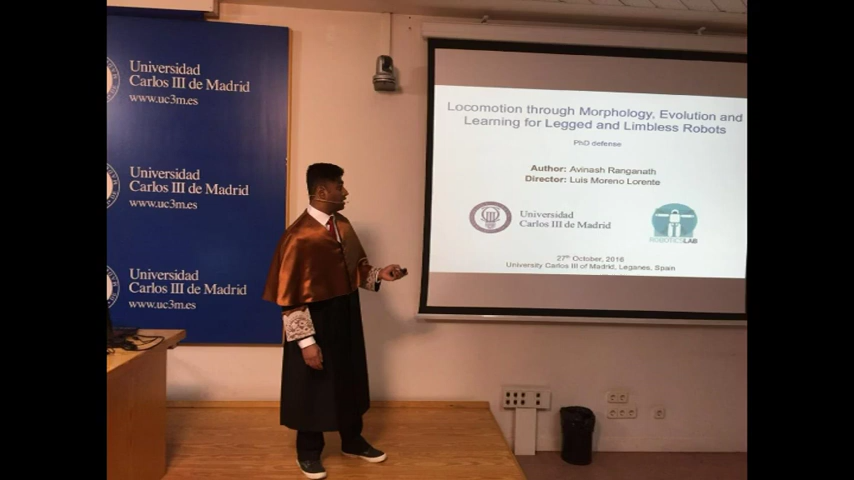 Universidad
Carlos III de Madrid
www.uc3m.es
Universidad
Carlos III de Madrid
www.uc3m.es
Universidad
Carlos III de Madrid
www.uc3m.es
Locomotion through Morphology, Evolution and
Learning for Legged and Limbless Robots
PhD defense
Author: Avinash Ranganath
Director: Luis Moreno Lorente
Universidad
Carlos III de Madrid
ROBOTICSLAB
27th October, 2016
University Carlos III of Madrid, Leganes, Spain